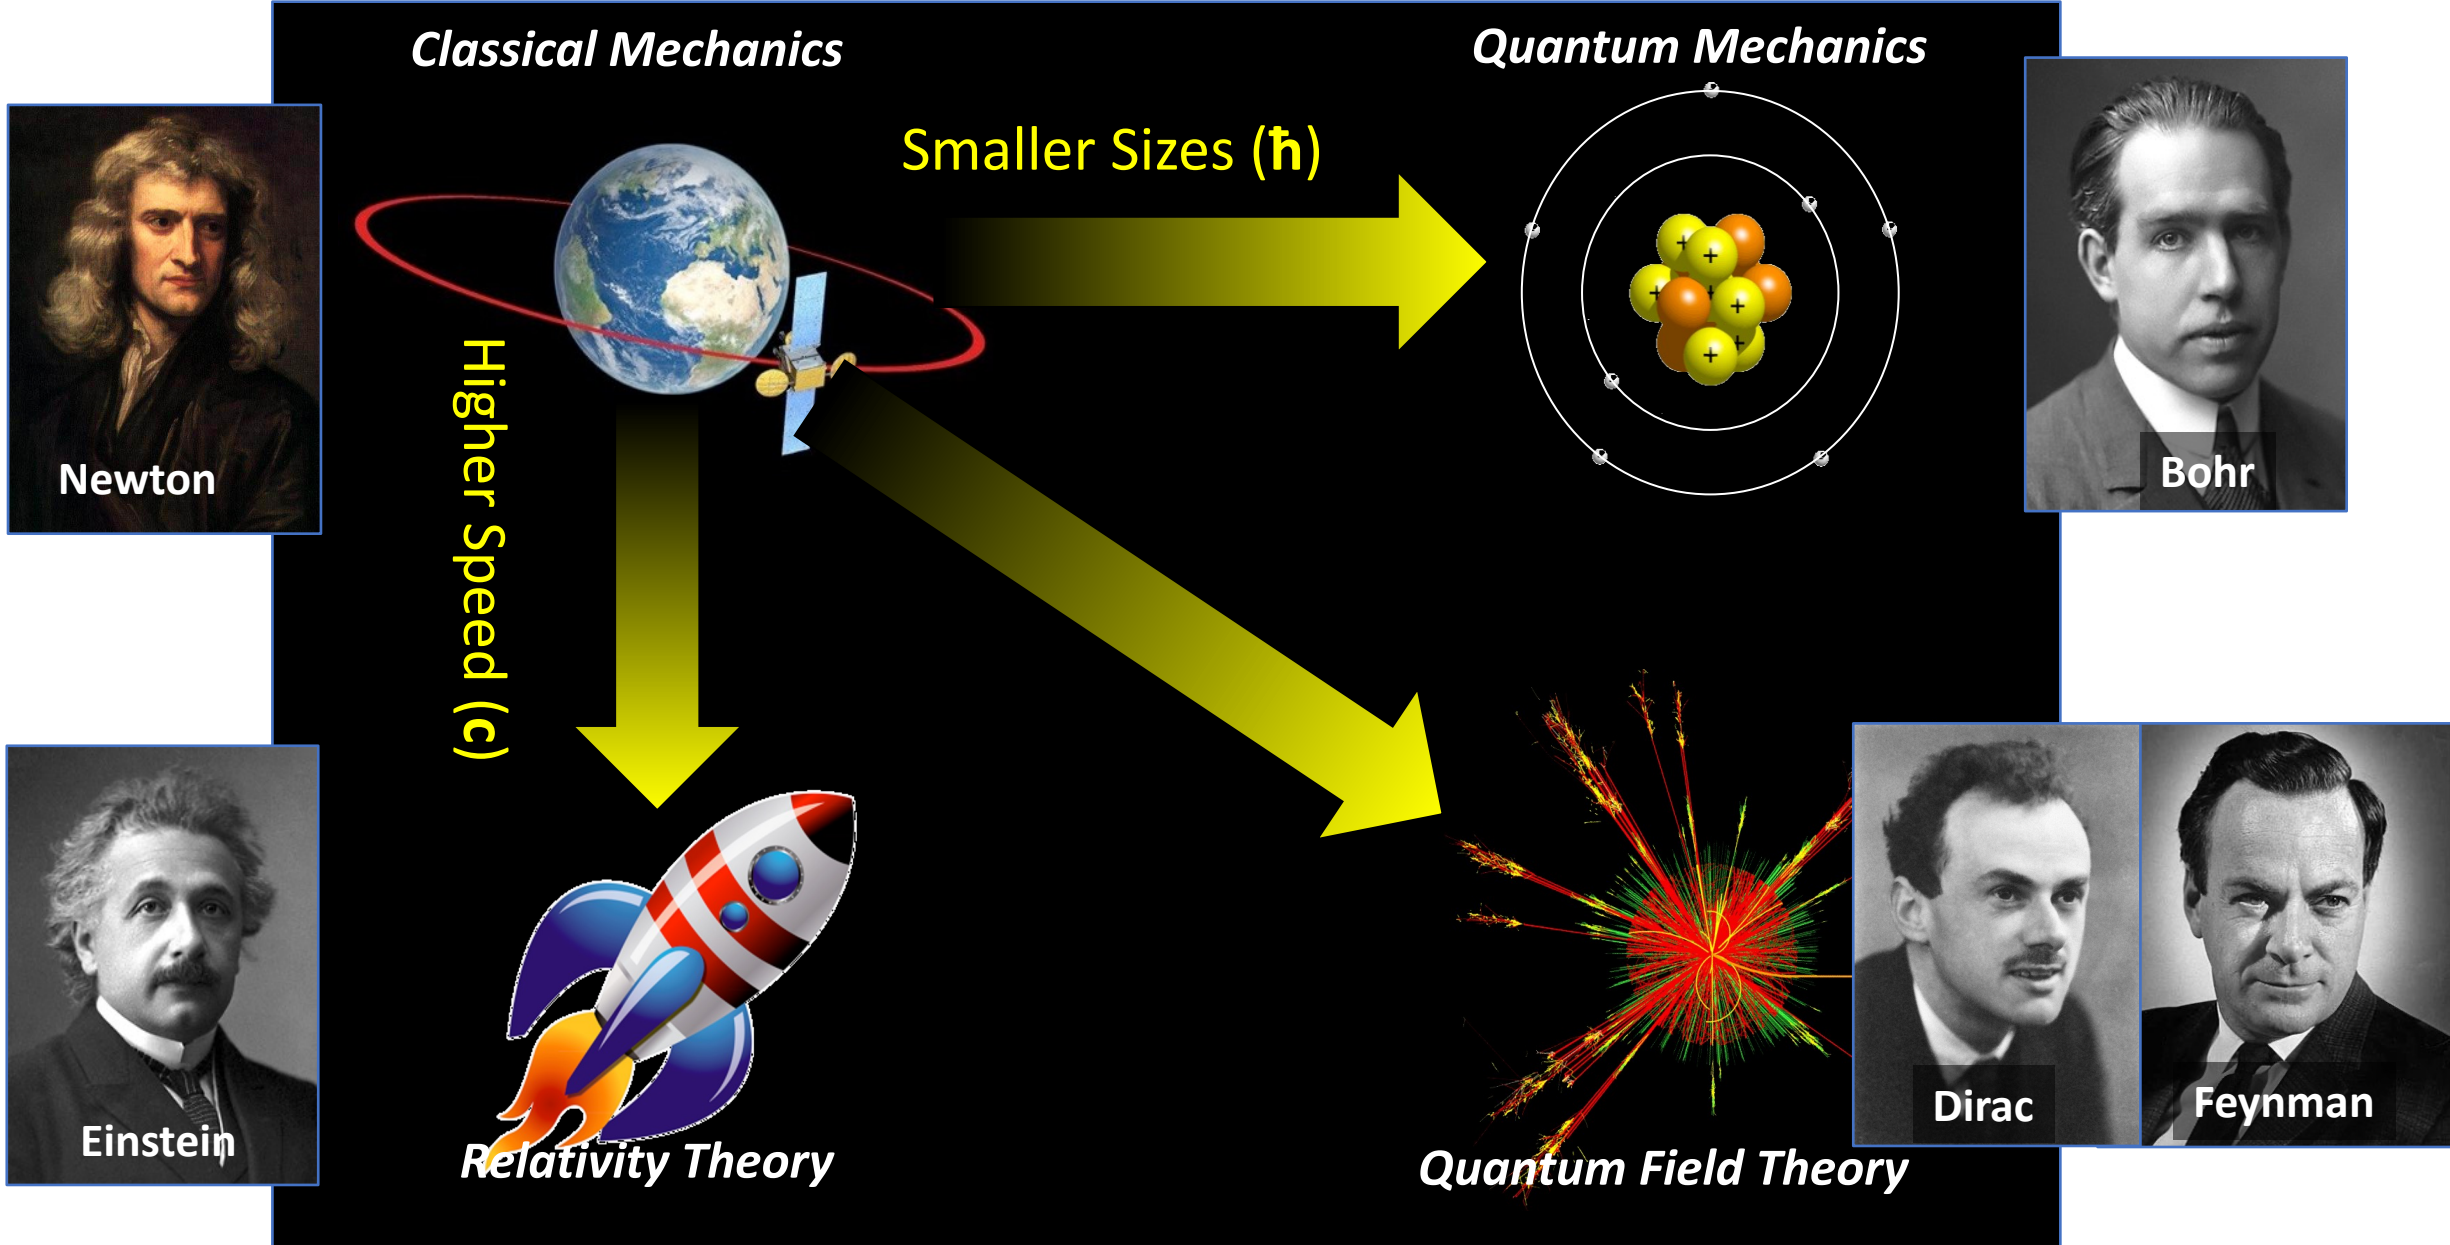 Classical Mechanics
Quantum Mechanics
Smaller Sizes (ħ)
Newton
Bohr
Higher Speed (c)
Einstein
Dirac
Feynman
Relativity Theory
Quantum Field Theory